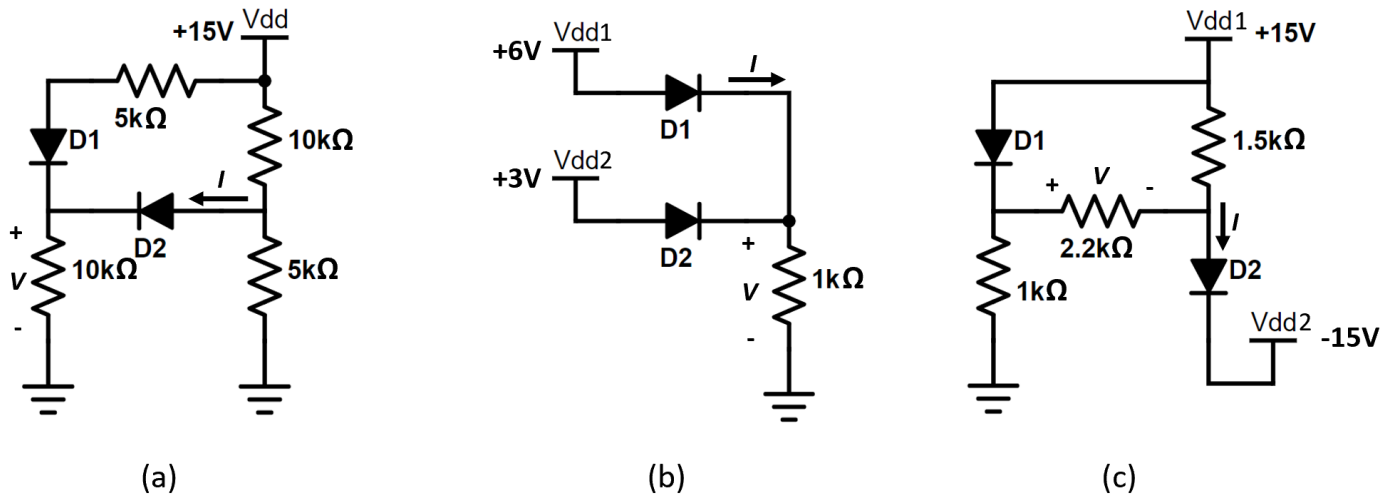 Vdd
+15V
5kΩ
D1
10kΩ
I
+
D2
10kΩ
V
5kΩ
-
(a)
Vdd1
+6V
I
D1
Vdd2
+3V
D2
+
1kΩ
V
-
(b)
Vdd1
+15V
D1
1.5kΩ
+ V -
I
2.2kΩ
D2
1kΩ
Vdd2
-15V
(c)